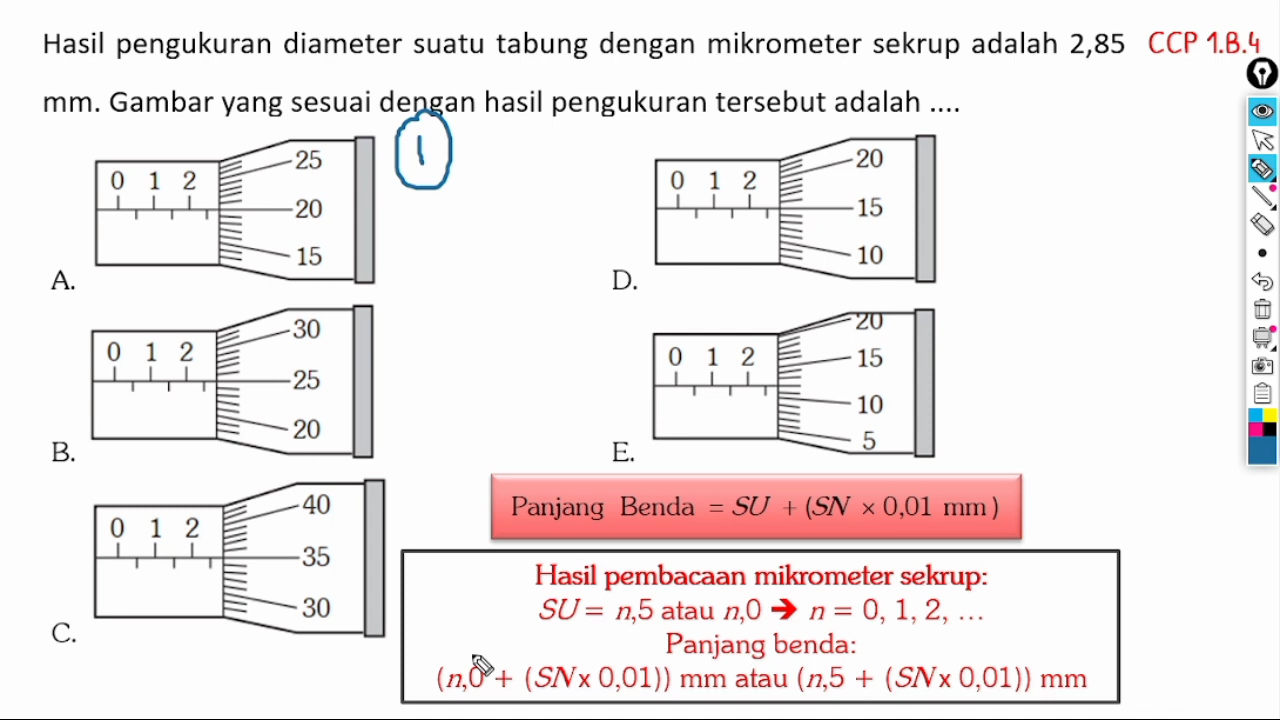 Hasil pengukuran diameter suatu tabung dengan mikrometer sekrup adalah 2,85 CCP 1.B.4
mm. Gambar yang sesuai dengan hasil pengukuran tersebut adalah ....
1
A.
0 1 2
25
20
15
B.
0 1 2
30
25
20
C.
0 1 2
40
35
30
D.
0 1 2
20
15
10
E.
0 1 2
20
15
10
5
Panjang Benda = SU + (SN × 0,01 mm)
Hasil pembacaan mikrometer sekrup:
SU = n,5 atau n,0 ➔ n = 0, 1, 2, ...
Panjang benda:
(n,0 + (SN x 0,01)) mm atau (n,5 + (SN x 0,01)) mm